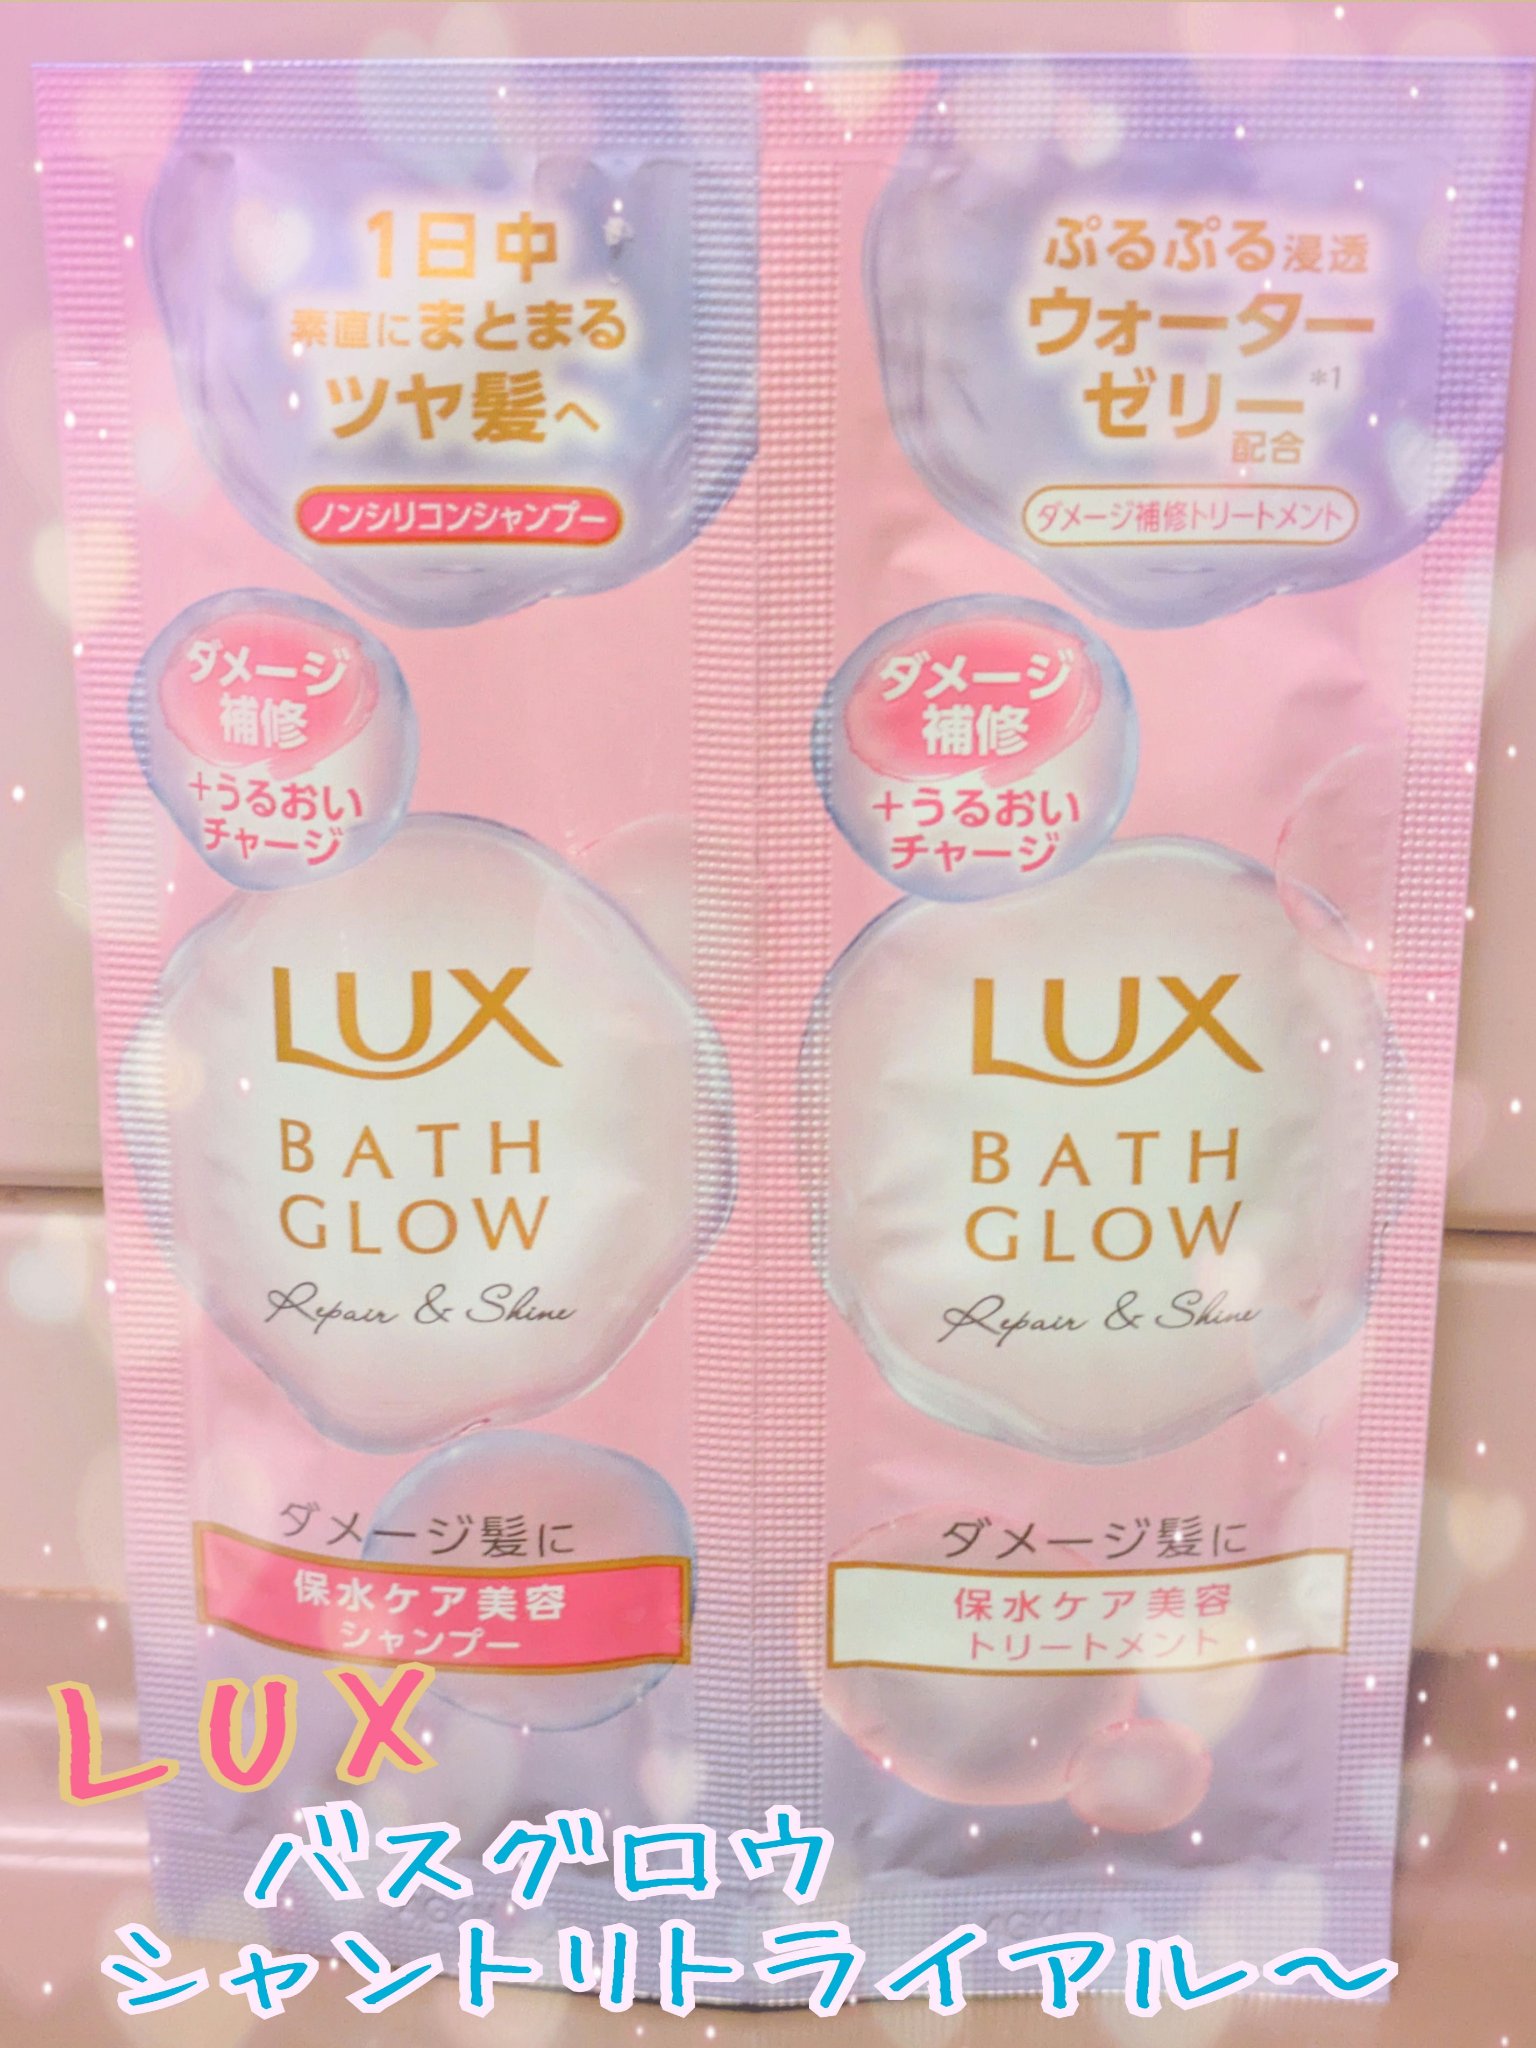 1日中
素直にまとまる
ツヤ髪へ
ノンシリコンシャンプー
ダメージ
補修
+うるおい
チャージ
LUX
BATH
GLOW
Repair & Shine
ダメージ髪に
保水ケア美容
シャンプー
ぷるぷる浸透
ウォーター
ゼリー*1
配合
ダメージ補修トリートメント
ダメージ
補修
+うるおい
チャージ
LUX
BATH
GLOW
Repair & Shine
ダメージ髪に
保水ケア美容
トリートメント
LUX
バスグロウ
シャントリトライアル〜